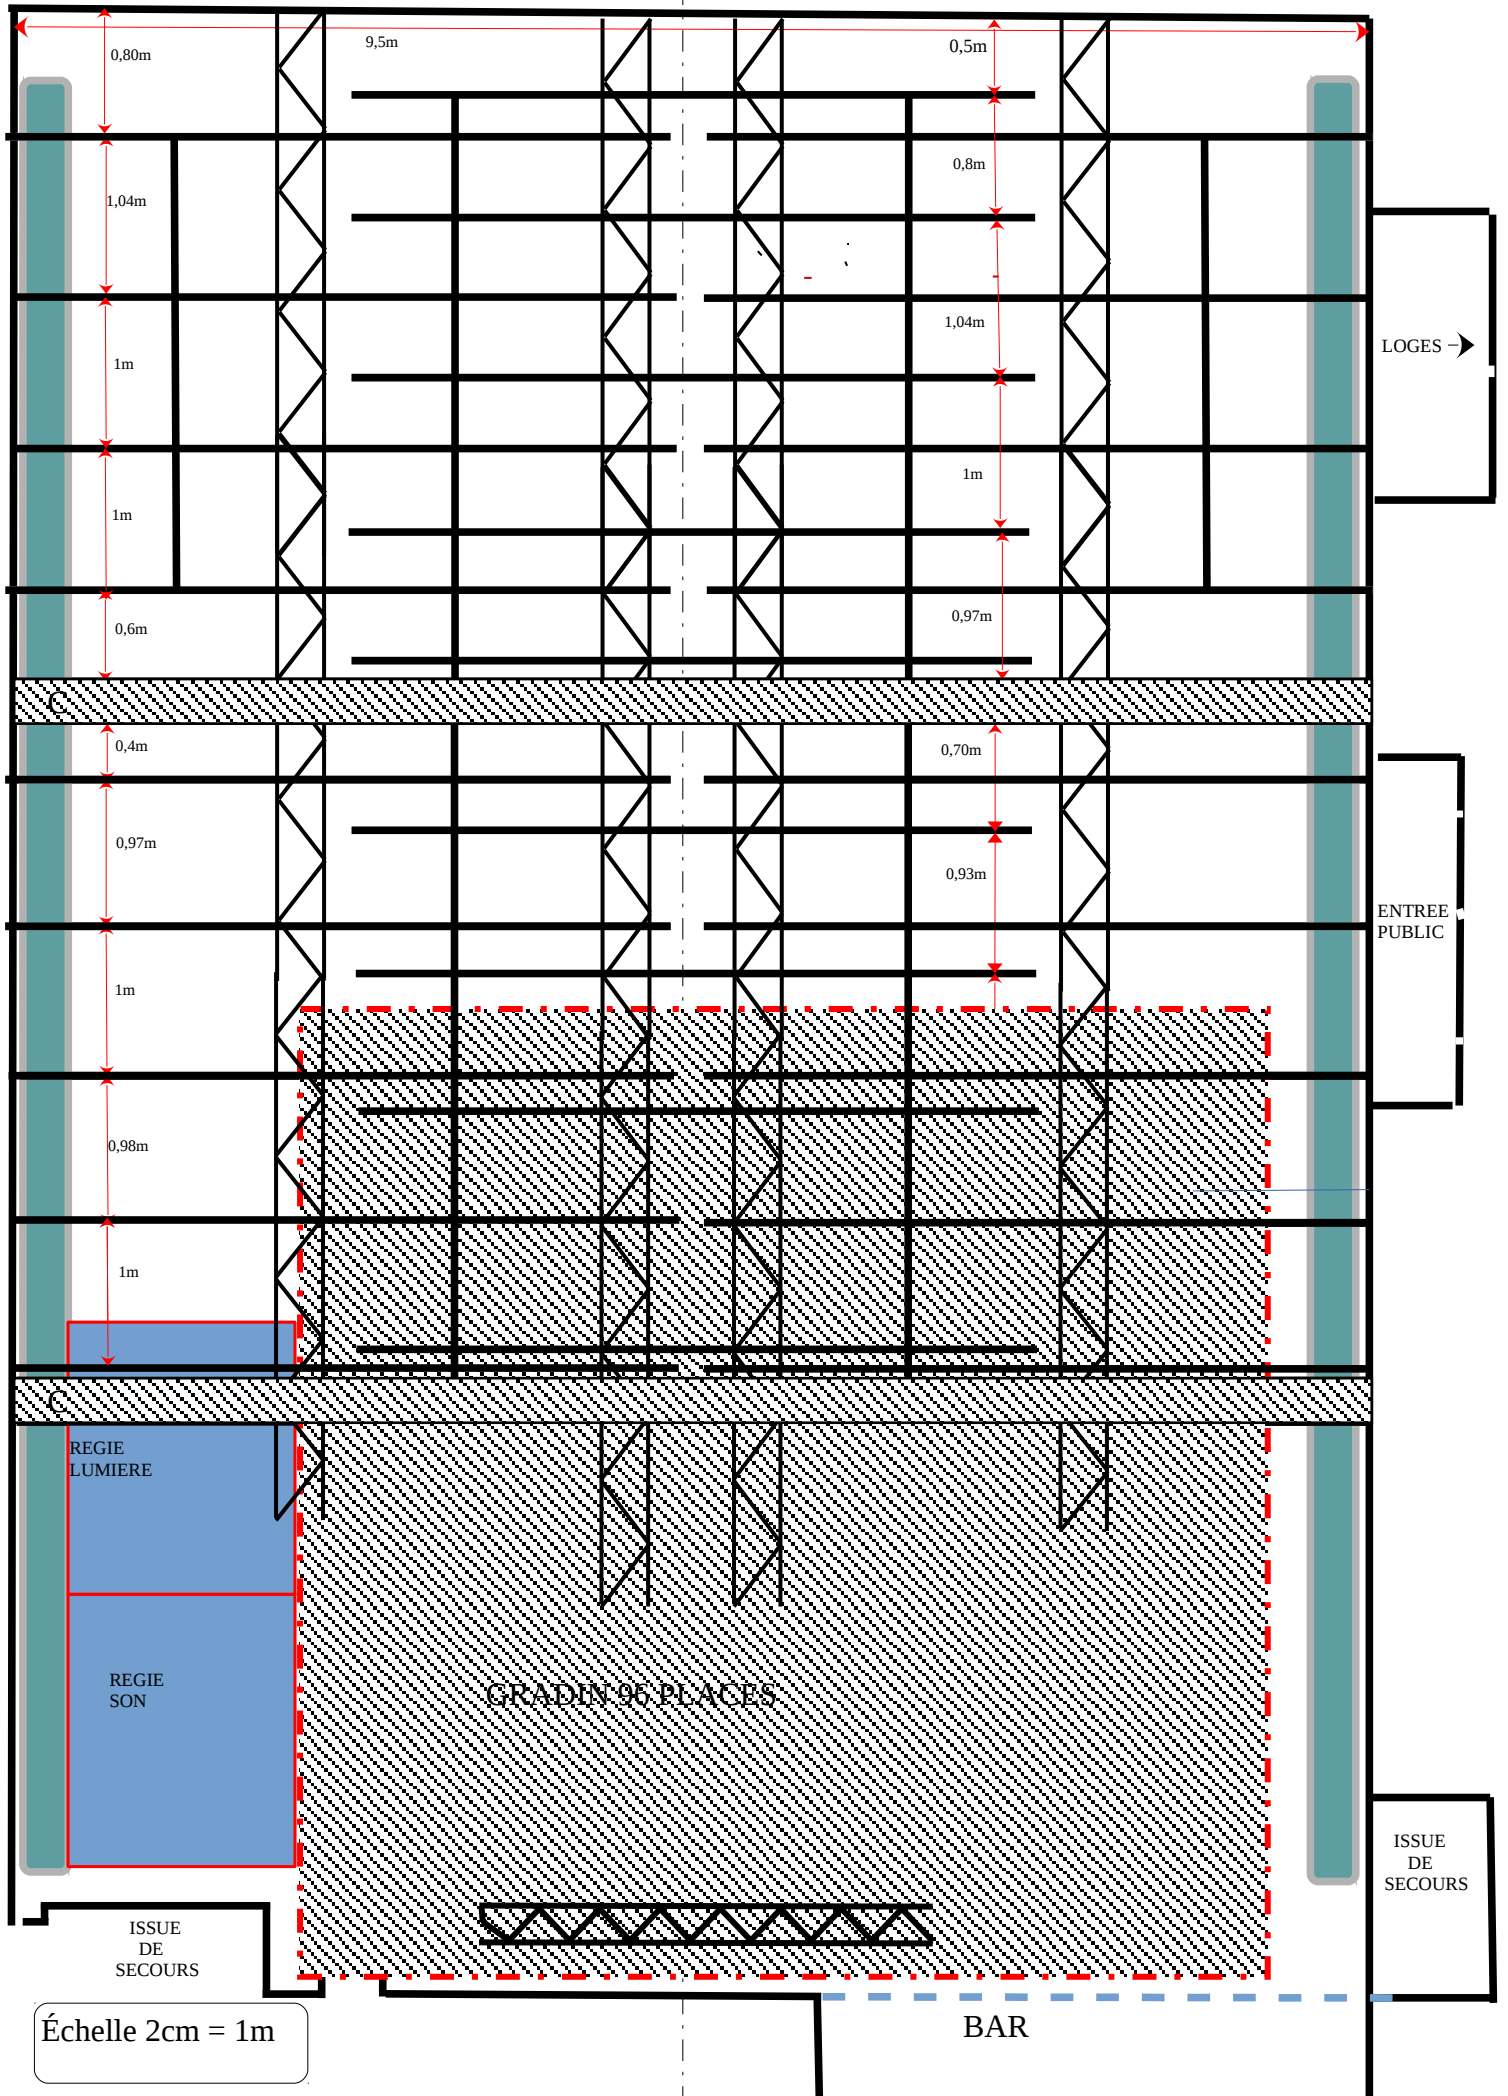 9,5m
0,5m
0,80m
0,8m
1,04m
1,04m
1m
1m
1m
0,6m
0,97m
LOGES
C
0,4m
0,70m
0,97m
0,93m
ENTREE
PUBLIC
1m
0,98m
1m
C
REGIE
LUMIERE
REGIE
SON
GRADIN 96 PLACES
ISSUE
DE
SECOURS
ISSUE
DE
SECOURS
Échelle 2cm = 1m
BAR